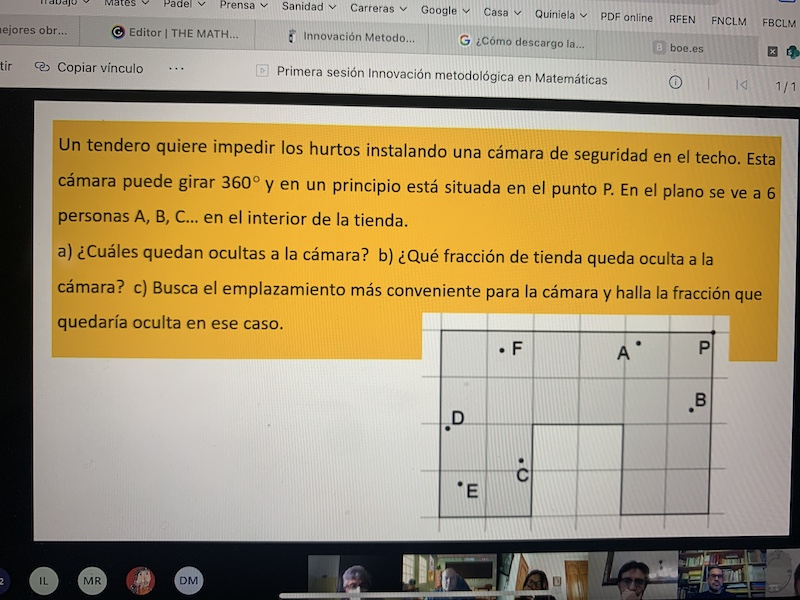 Trabajo Mates Padel Prensa Sanidad Carreras Google Casa Quiniela PDF online RFEN FNCLM FBCLM
ejores obr... Editor | THE MATH... Innovación Metodo... ¿Cómo descargo la... B boe.es
tir Copiar vínculo ... Primera sesión Innovación metodológica en Matemáticas 1/1
Un tendero quiere impedir los hurtos instalando una cámara de seguridad en el techo. Esta
cámara puede girar 360° y en un principio está situada en el punto P. En el plano se ve a 6
personas A, B, C... en el interior de la tienda.
a) ¿Cuáles quedan ocultas a la cámara? b) ¿Qué fracción de tienda queda oculta a la
cámara? c) Busca el emplazamiento más conveniente para la cámara y halla la fracción que
quedaría oculta en ese caso.
F A P
D B
C
E
2 IL MR DM